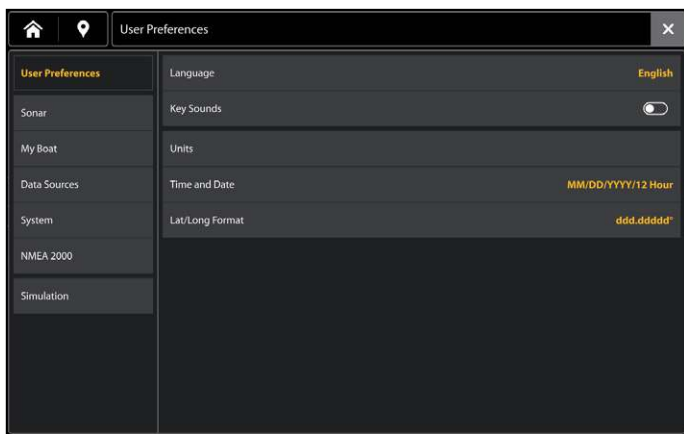 User Preferences
User Preferences
Sonar
My Boat
Data Sources
System
NMEA 2000
Simulation
Language English
Key Sounds
Units
Time and Date MM/DD/YYYY/12 Hour
Lat/Long Format ddd.ddddd°